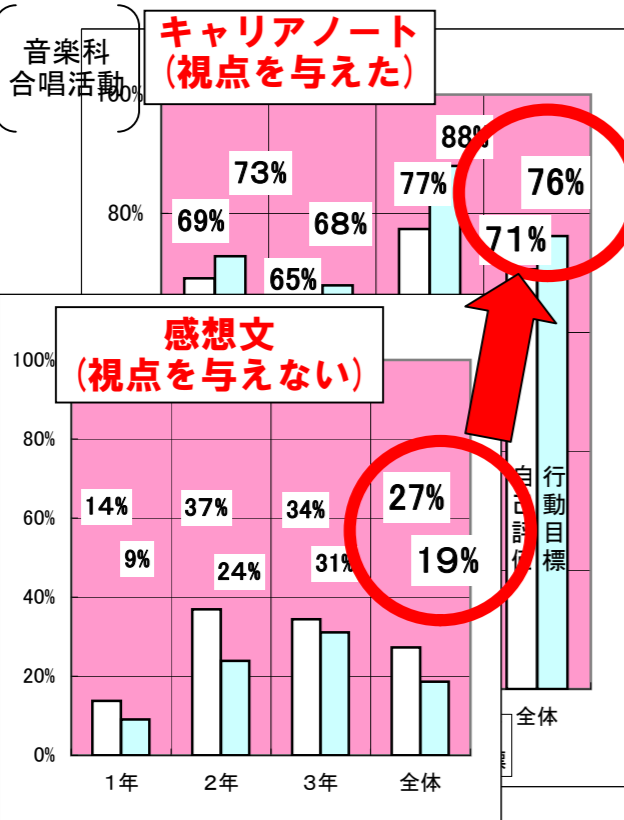 音楽科
合唱活動
キャリアノート
(視点を与えた)
100%
80%
69%
73%
65%
68%
77%
88%
71%
76%
自己評価
行動目標
全体
感想文
(視点を与えない)
100%
80%
60%
40%
20%
0%
14%
9%
37%
24%
34%
31%
27%
19%
1年
2年
3年
全体